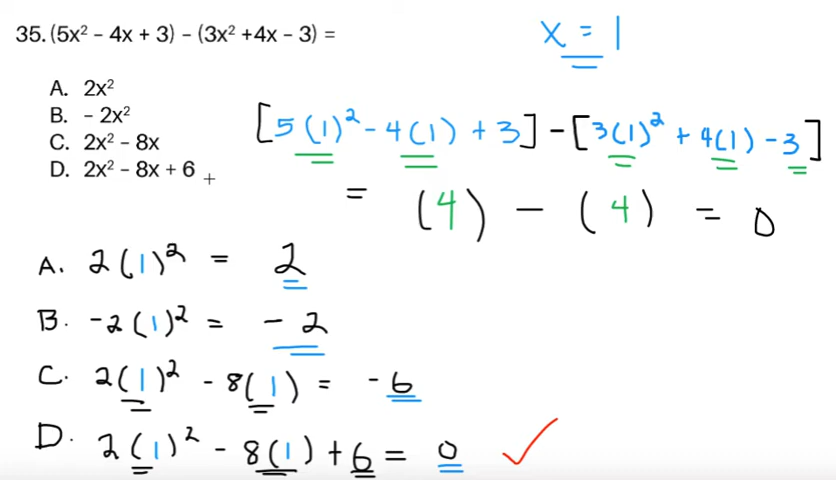 35. (5x² – 4x + 3) – (3x² +4x – 3) =
x = 1
A. 2x²
B. – 2x²
C. 2x² – 8x
D. 2x² – 8x + 6
[5(1)² - 4(1) + 3] - [3(1)² + 4(1) - 3]
= (4) - (4) = 0
A. 2(1)² = 2
B. -2(1)² = -2
C. 2(1)² - 8(1) = -6
D. 2(1)² - 8(1) + 6 = 0 ✓